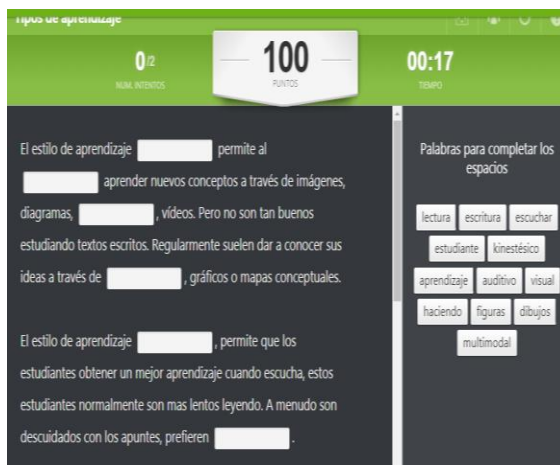 Tipos de aprendizaje
0/2
NUM. INTENTOS
100
PUNTOS
00:17
TIEMPO
El estilo de aprendizaje permite al
aprender nuevos conceptos a través de imágenes,
diagramas, , vídeos. Pero no son tan buenos
estudiando textos escritos. Regularmente suelen dar a conocer sus
ideas a través de , gráficos o mapas conceptuales.
El estilo de aprendizaje , permite que los
estudiantes obtener un mejor aprendizaje cuando escucha, estos
estudiantes normalmente son mas lentos leyendo. A menudo son
descuidados con los apuntes, prefieren .
Palabras para completar los
espacios
lectura escritura escuchar
estudiante kinestésico
aprendizaje auditivo visual
haciendo figuras dibujos
multimodal